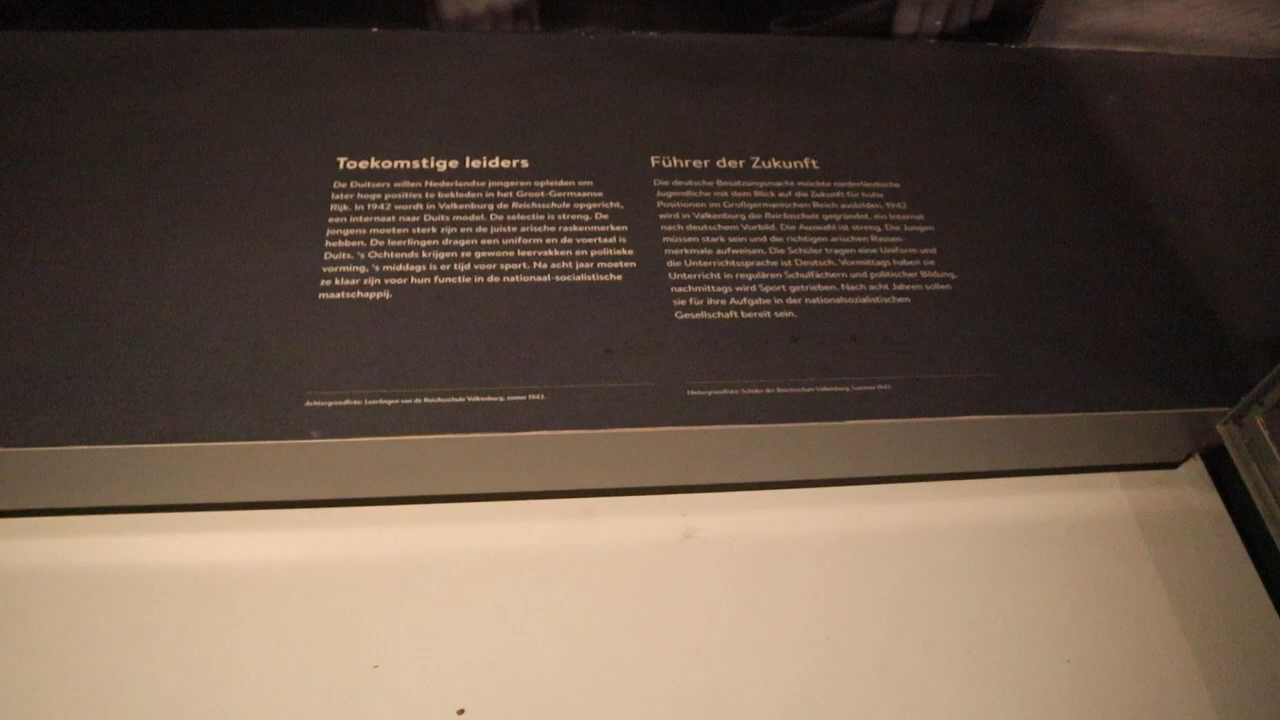 Toekomstige leiders
De Duitsers willen Nederlandse jongeren opleiden om
later hoge posities te bekleden in het Groot-Germaanse
Rijk. In 1942 wordt in Valkenburg de Reichsschule opgericht,
een internaat naar Duits model. De selectie is streng. De
jongens moeten sterk zijn en de juiste arische raskenmerken
hebben. De leerlingen dragen een uniform en de voertaal is
Duits. 's Ochtends krijgen ze gewone leervakken en politieke
vorming, 's middags is er tijd voor sport. Na acht jaar moeten
ze klaar zijn voor hun functie in de nationaal-socialistische
maatschappij.
Achtergrondfoto: Leerlingen van de Reichsschule Valkenburg, zomer 1943.
Führer der Zukunft
Die deutsche Besatzungsmacht möchte niederländische
Jugendliche mit dem Blick auf die Zukunft für hohe
Positionen im Großgermanischen Reich ausbilden. 1942
wird in Valkenburg die Reichsschule gegründet, ein Internat
nach deutschem Vorbild. Die Auswahl ist streng. Die Jungen
müssen stark sein und die richtigen arischen Rassen-
merkmale aufweisen. Die Schüler tragen eine Uniform und
die Unterrichtssprache ist Deutsch. Vormittags haben sie
Unterricht in regulären Schulfächern und politischer Bildung,
nachmittags wird Sport getrieben. Nach acht Jahren sollen
sie für ihre Aufgabe in der nationalsozialistischen
Gesellschaft bereit sein.
Hintergrundfoto: Schüler der Reichsschule Valkenburg, Sommer 1943.